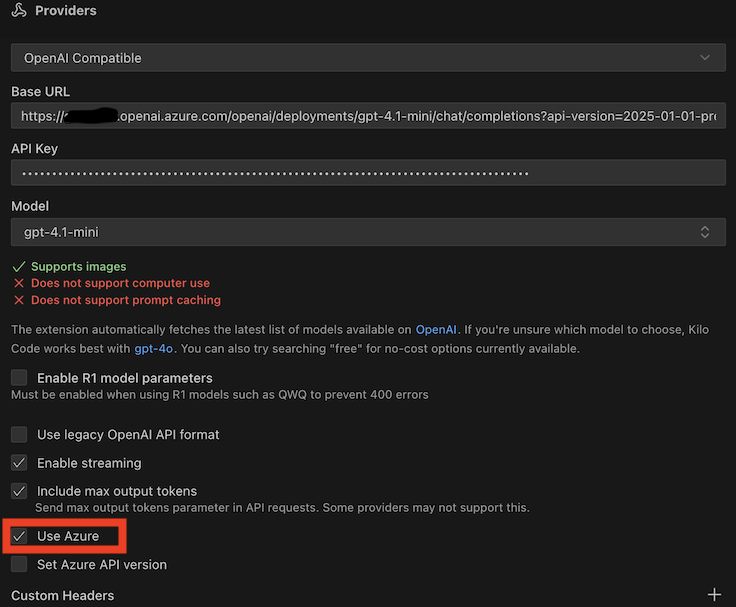 Providers
OpenAI Compatible
Base URL
https:// .openai.azure.com/openai/deployments/gpt-4.1-mini/chat/completions?api-version=2025-01-01-pre
API Key
Model
gpt-4.1-mini
Supports images
Does not support computer use
Does not support prompt caching
The extension automatically fetches the latest list of models available on OpenAI. If you're unsure which model to choose, Kilo
Code works best with gpt-4o. You can also try searching "free" for no-cost options currently available.
Enable R1 model parameters
Must be enabled when using R1 models such as QWQ to prevent 400 errors
Use legacy OpenAI API format
Enable streaming
Include max output tokens
Send max output tokens parameter in API requests. Some providers may not support this.
Use Azure
Set Azure API version
Custom Headers